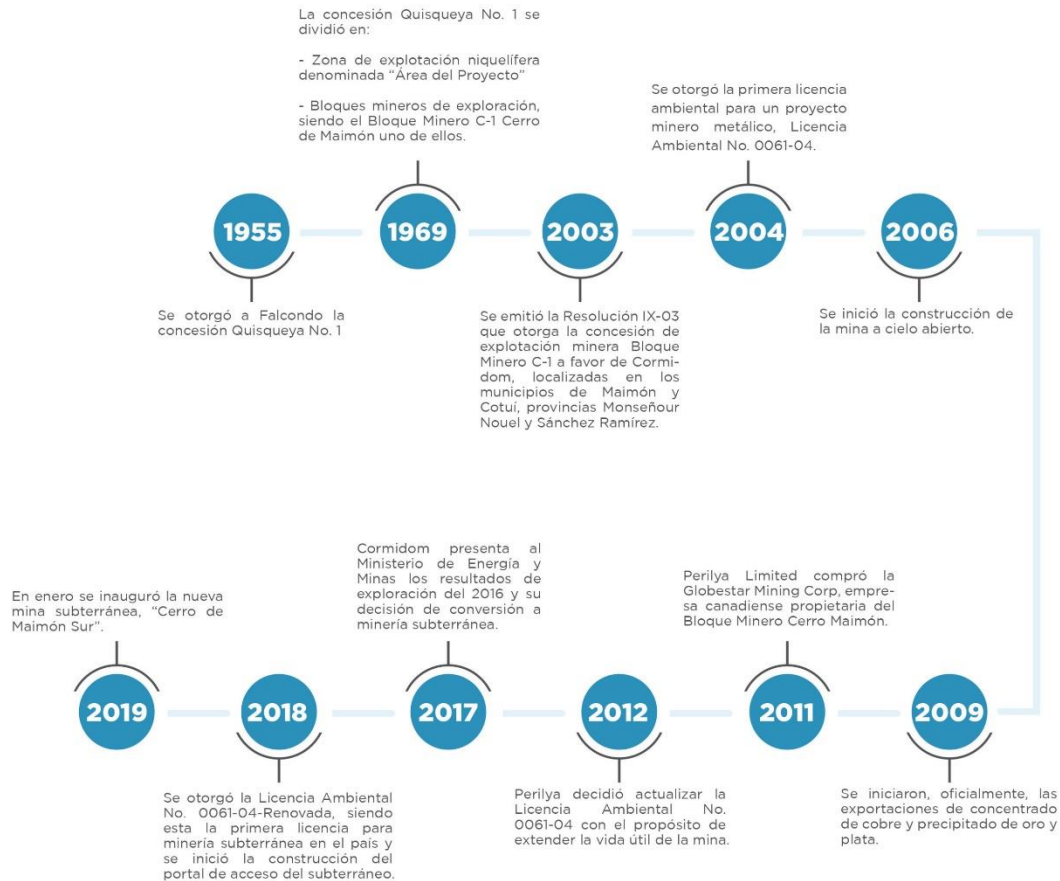 1955
Se otorgó a Falcondo la
concesión Quisqueya No. 1
La concesión Quisqueya No. 1 se
dividió en:
- Zona de explotación niquelífera
denominada “Área del Proyecto”
- Bloques mineros de exploración,
siendo el Bloque Minero C-1 Cerro
de Maimón uno de ellos.
1969
2003
Se emitió la Resolución IX-03
que otorga la concesión de
explotación minera Bloque
Minero C-1 a favor de Cormi-
dom, localizadas en los
municipios de Maimón y
Cotuí, provincias Monseñour
Nouel y Sánchez Ramírez.
Se otorgó la primera licencia
ambiental para un proyecto
minero metálico, Licencia
Ambiental No. 0061-04.
2004
2006
Se inició la construcción de
la mina a cielo abierto.
2009
Se iniciaron, oficialmente, las
exportaciones de concentrado
de cobre y precipitado de oro y
plata.
Perilya Limited compró la
Globestar Mining Corp, empre-
sa canadiense propietaria del
Bloque Minero Cerro Maimón.
2011
2012
Perilya decidió actualizar la
Licencia Ambiental No.
0061-04 con el propósito de
extender la vida útil de la mina.
Cormidom presenta al
Ministerio de Energía y
Minas los resultados de
exploración del 2016 y su
decisión de conversión a
minería subterránea.
2017
2018
Se otorgó la Licencia Ambiental
No. 0061-04-Renovada, siendo
esta la primera licencia para
minería subterránea en el país y
se inició la construcción del
portal de acceso del subterráneo.
En enero se inauguró la nueva
mina subterránea, “Cerro de
Maimón Sur”.
2019